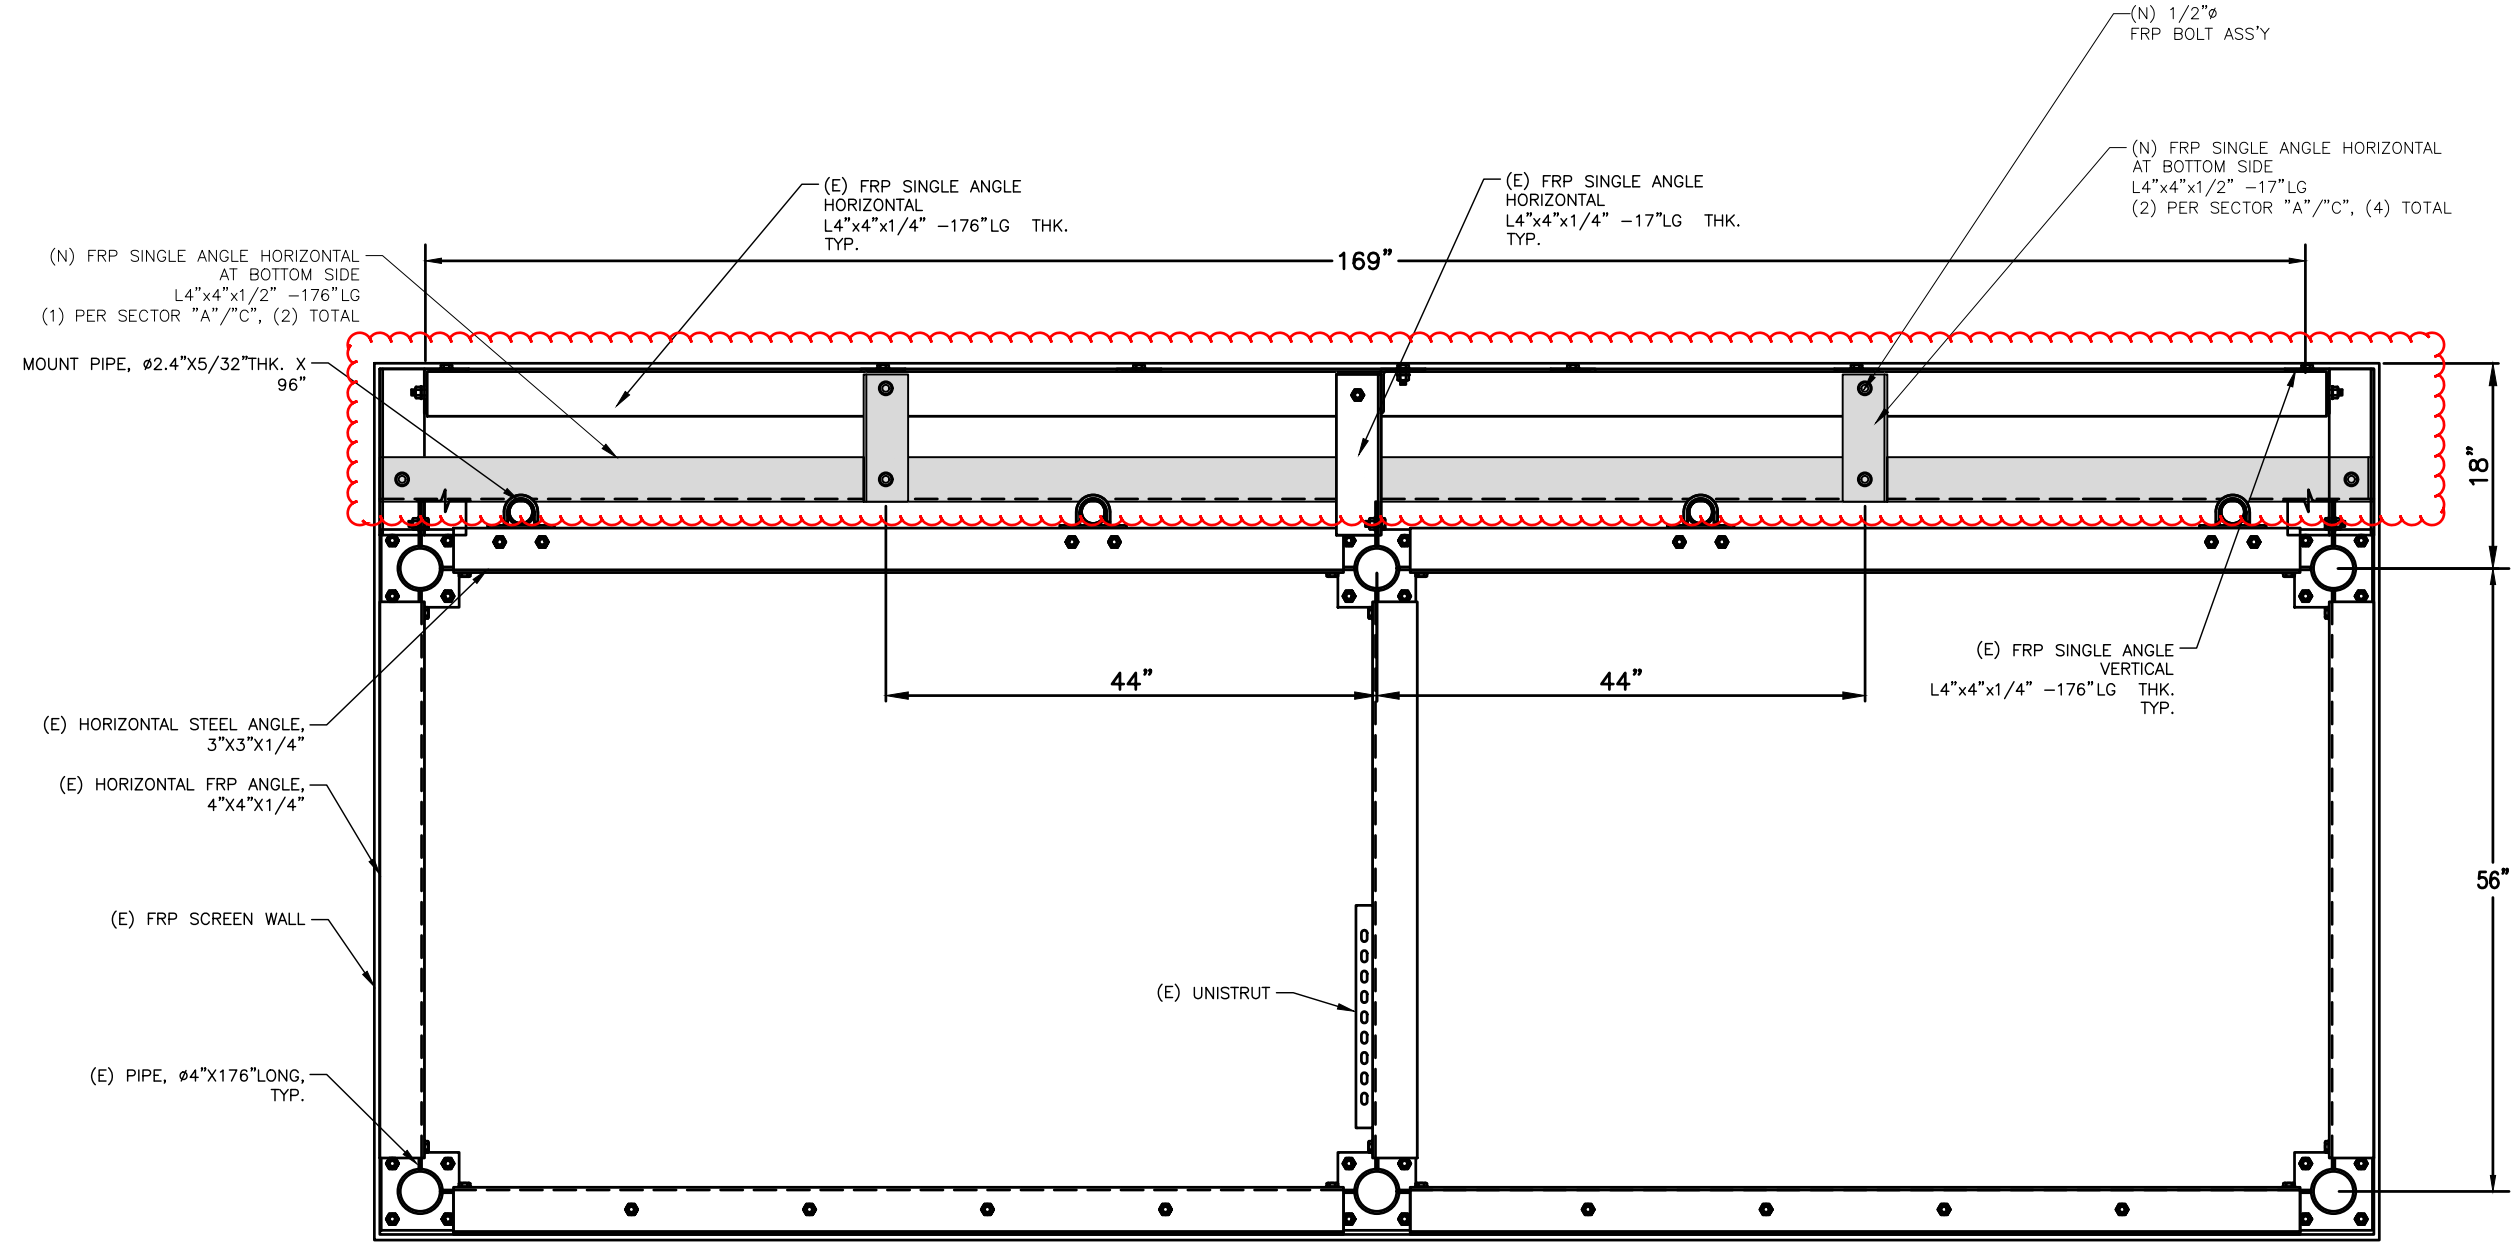 (N) 1/2"ø
FRP BOLT ASS'Y
(N) FRP SINGLE ANGLE HORIZONTAL
AT BOTTOM SIDE
L4"x4"x1/2" -17"LG
(2) PER SECTOR "A"/"C", (4) TOTAL
(E) FRP SINGLE ANGLE
HORIZONTAL
L4"x4"x1/4" -176"LG THK.
TYP.
(E) FRP SINGLE ANGLE
HORIZONTAL
L4"x4"x1/4" -17"LG THK.
TYP.
(N) FRP SINGLE ANGLE HORIZONTAL
AT BOTTOM SIDE
L4"x4"x1/2" -176"LG
(1) PER SECTOR "A"/"C", (2) TOTAL
169"
MOUNT PIPE, ø2.4"X5/32"THK. X
96"
18"
44"
44"
(E) FRP SINGLE ANGLE
VERTICAL
L4"x4"x1/4" -176"LG THK.
TYP.
(E) HORIZONTAL STEEL ANGLE,
3"X3"X1/4"
(E) HORIZONTAL FRP ANGLE,
4"X4"X1/4"
56"
(E) FRP SCREEN WALL
(E) UNISTRUT
(E) PIPE, ø4"X176"LONG,
TYP.